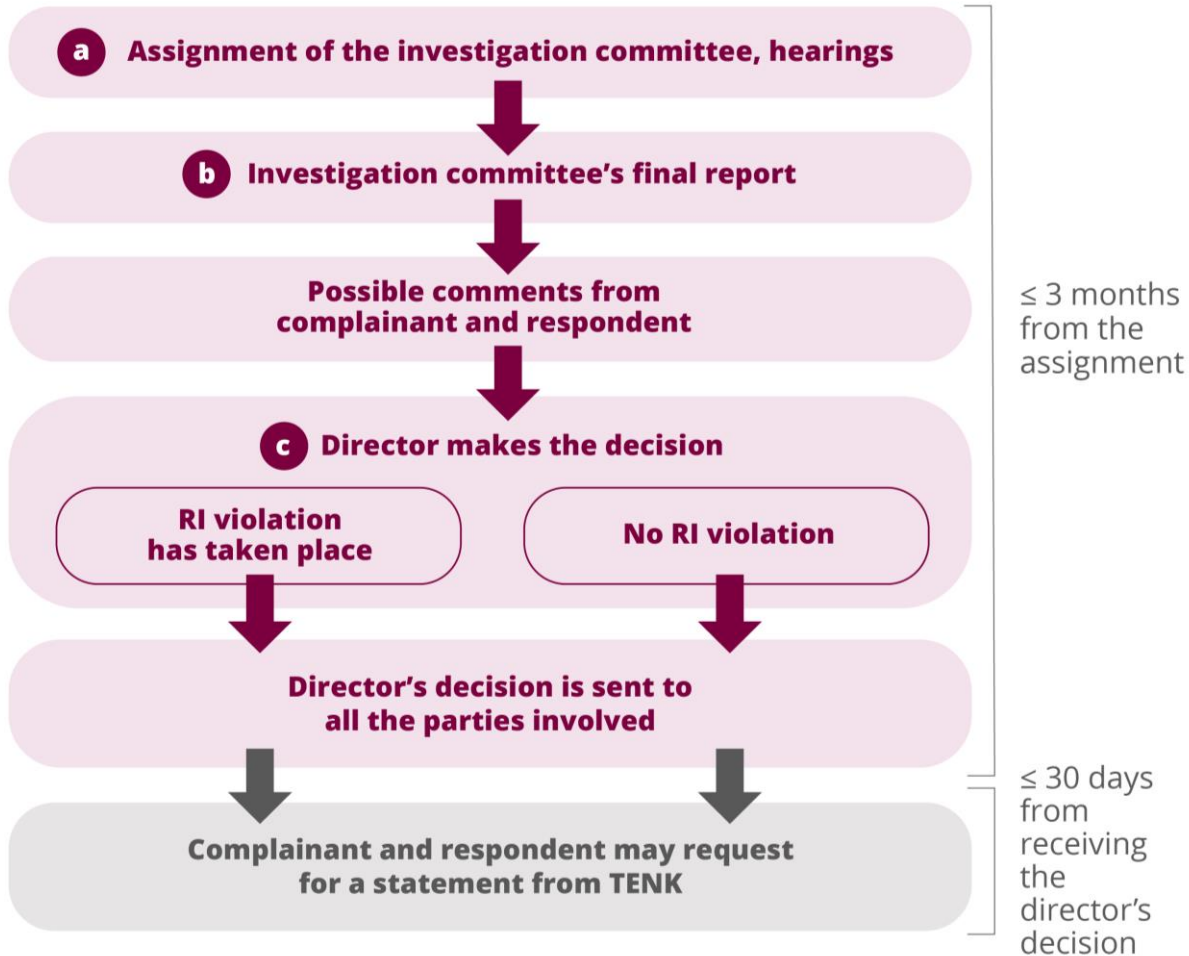 a Assignment of the investigation committee, hearings
b Investigation committee's final report
Possible comments from
complainant and respondent
≤ 3 months
from the
assignment
c Director makes the decision
RI violation
has taken place
No RI violation
Director's decision is sent to
all the parties involved
Complainant and respondent may request
for a statement from TENK
≤ 30 days
from
receiving
the
director's
decision